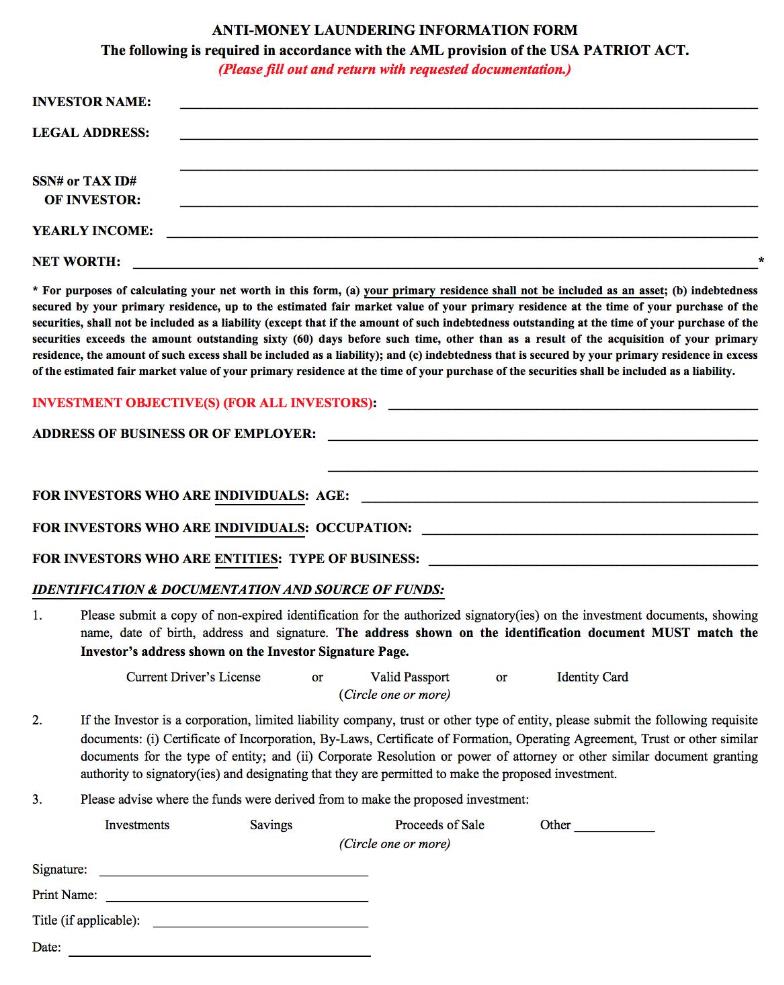 ANTI-MONEY LAUNDERING INFORMATION FORM
The following is required in accordance with the AML provision of the USA PATRIOT ACT.
(Please fill out and return with requested documentation.)
INVESTOR NAME:
LEGAL ADDRESS:
SSN# or TAX ID#
OF INVESTOR:
YEARLY INCOME:
NET WORTH: *
* For purposes of calculating your net worth in this form, (a) your primary residence shall not be included as an asset; (b) indebtedness
secured by your primary residence, up to the estimated fair market value of your primary residence at the time of your purchase of the
securities, shall not be included as a liability (except that if the amount of such indebtedness outstanding at the time of your purchase of the
securities exceeds the amount outstanding sixty (60) days before such time, other than as a result of the acquisition of your primary
residence, the amount of such excess shall be included as a liability); and (c) indebtedness that is secured by your primary residence in excess
of the estimated fair market value of your primary residence at the time of your purchase of the securities shall be included as a liability.
INVESTMENT OBJECTIVE(S) (FOR ALL INVESTORS):
ADDRESS OF BUSINESS OR OF EMPLOYER:
FOR INVESTORS WHO ARE INDIVIDUALS: AGE:
FOR INVESTORS WHO ARE INDIVIDUALS: OCCUPATION:
FOR INVESTORS WHO ARE ENTITIES: TYPE OF BUSINESS:
IDENTIFICATION & DOCUMENTATION AND SOURCE OF FUNDS:
1. Please submit a copy of non-expired identification for the authorized signatory(ies) on the investment documents, showing
name, date of birth, address and signature. The address shown on the identification document MUST match the
Investor's address shown on the Investor Signature Page.
Current Driver's License or Valid Passport or Identity Card
(Circle one or more)
2. If the Investor is a corporation, limited liability company, trust or other type of entity, please submit the following requisite
documents: (i) Certificate of Incorporation, By-Laws, Certificate of Formation, Operating Agreement, Trust or other similar
documents for the type of entity; and (ii) Corporate Resolution or power of attorney or other similar document granting
authority to signatory(ies) and designating that they are permitted to make the proposed investment.
3. Please advise where the funds were derived from to make the proposed investment:
Investments Savings Proceeds of Sale Other
(Circle one or more)
Signature:
Print Name:
Title (if applicable):
Date: